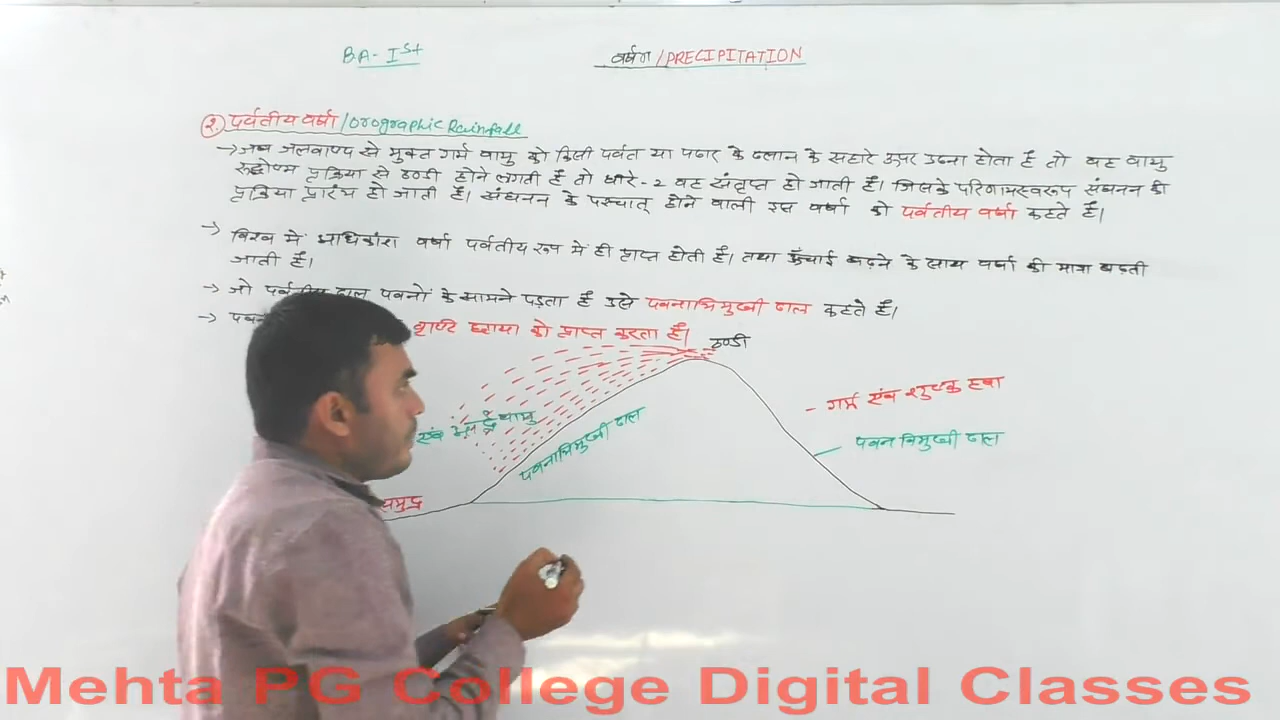 BA-Ist
वर्षण/PRECIPITATION
२. पर्वतीय वर्षा/Orographic Rainfall
→ जब जलवाष्प से युक्त गर्म वायु को किसी पर्वत या पठार के ढलान के सहारे ऊपर उठना होता है तो वह वायु
रूद्धोष्म प्रक्रिया से ठण्डी होने लगती है तो धीरे-2 वह संतृप्त हो जाती है। जिसके परिणामस्वरूप संघनन की
प्रक्रिया प्रारंभ हो जाती है। संघनन के पश्चात् होने वाली इस वर्षा को पर्वतीय वर्षा कहते है।
→ विश्व में अधिकांश वर्षा पर्वतीय रूप में ही प्राप्त होती है। तथा ऊँचाई बढ़ने के साथ वर्षा की मात्रा बढ़ती
जाती है।
→ जो पर्वतीय ढाल पवनों के सामने पड़ता है उसे पवनाभिमुखी ढाल कहते है।
→ छाया को प्राप्त करता है।
ठण्डी
- गर्म एंव शुष्क हवा
एंव आर्द्र वायु
पवनाभिमुखी ढाल
पवन विमुखी ढाल
समुद्र
Mehta PG College Digital Classes